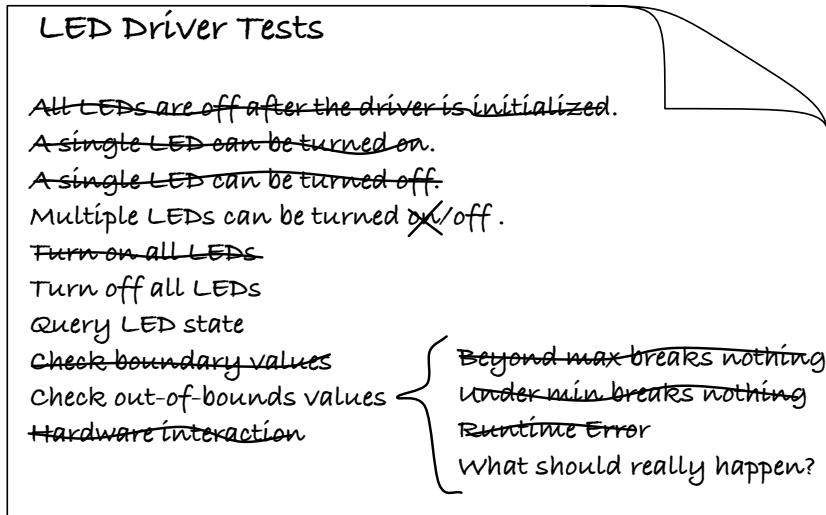 LED Driver Tests
All LEDs are off after the driver is initialized.
A single LED can be turned on.
A single LED can be turned off.
Multiple LEDs can be turned on/off .
Turn on all LEDs
Turn off all LEDs
Query LED state
Check boundary values
Check out-of-bounds values
Hardware interaction
Beyond max breaks nothing
Under min breaks nothing
Runtime Error
What should really happen?